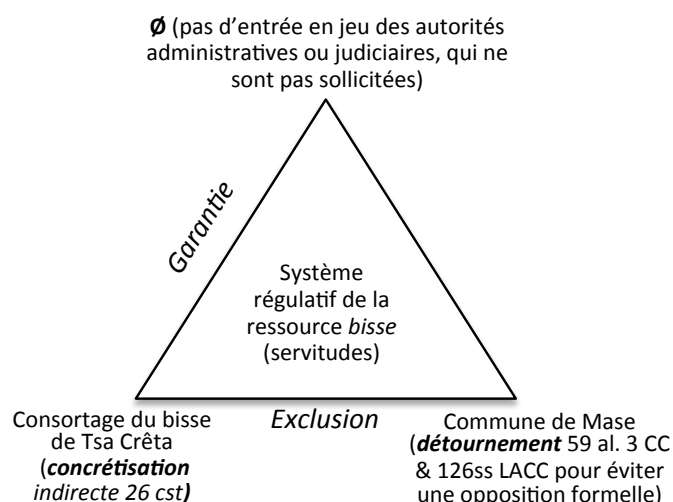 Ø (pas d'entrée en jeu des autorités
administratives ou judiciaires, qui ne
sont pas sollicitées)
Garantie
Système
régulatif de la
ressource bisse
(servitudes)
Exclusion
Consortage du bisse
de Tsa Crêta
(concrétisation
indirecte 26 cst)
Commune de Mase
(détournement 59 al. 3 CC
& 126ss LACC pour éviter
une opposition formelle)